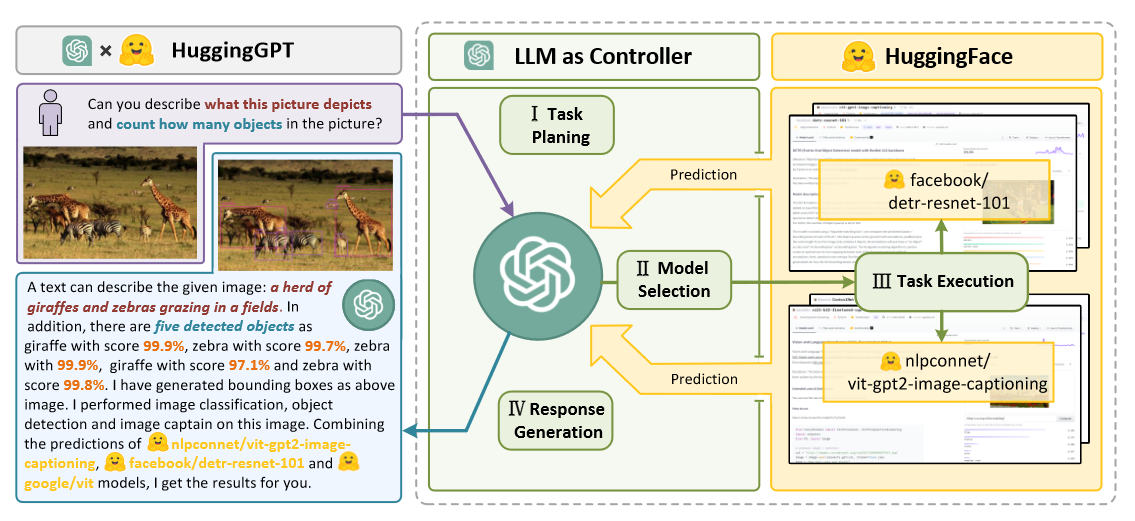 HuggingGPT
Can you describe what this picture depicts
and count how many objects in the picture?
A text can describe the given image: a herd of
giraffes and zebras grazing in a fields. In
addition, there are five detected objects as
giraffe with score 99.9%, zebra with score 99.7%, zebra
with 99.9%, giraffe with score 97.1% and zebra with
score 99.8%. I have generated bounding boxes as above
image. I performed image classification, object
detection and image captain on this image. Combining
the predictions of nlpconnet/vit-gpt2-image-
captioning, facebook/detr-resnet-101 and
google/vit models, I get the results for you.
LLM as Controller
Ⅰ Task
Planing
Prediction
Ⅱ Model
Selection
Prediction
Ⅳ Response
Generation
HuggingFace
facebook/
detr-resnet-101
Ⅲ Task Execution
nlpconnet/
vit-gpt2-image-captioning